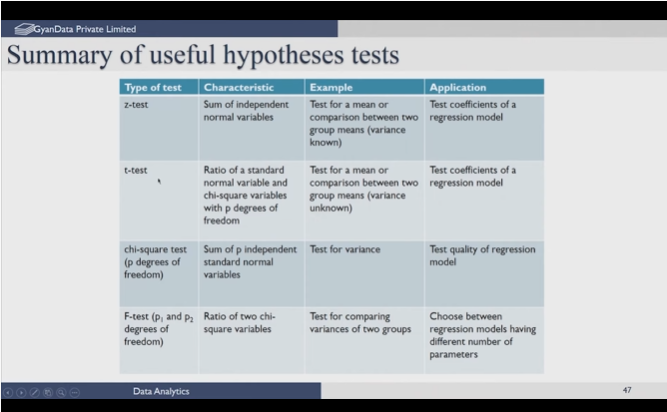 GyanData Private Limited
Summary of useful hypotheses tests
Type of test
Characteristic
Example
Application
z-test
Sum of independent
normal variables
Test for a mean or
comparison between two
group means (variance
known)
Test coefficients of a
regression model
t-test
Ratio of a standard
normal variable and
chi-square variables
with p degrees of
freedom
Test for a mean or
comparison between two
group means (variance
unknown)
Test coefficients of a
regression model
chi-square test
(p degrees of
freedom)
Sum of p independent
standard normal
variables
Test for variance
Test quality of regression
model
F-test (p₁ and p₂
degrees of
freedom)
Ratio of two chi-
square variables
Test for comparing
variances of two groups
Choose between
regression models having
different number of
parameters
Data Analytics
47